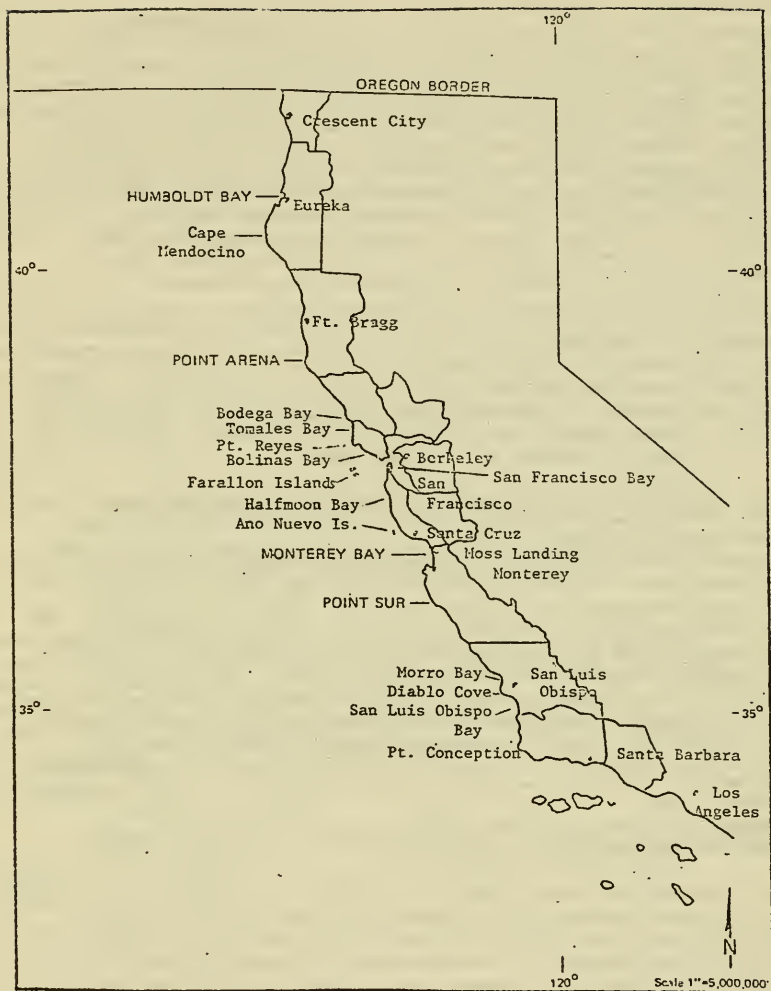 120°
OREGON BORDER
Crescent City
HUMBOLDT BAY
Eureka
Cape
Mendocino
40°
40°
Ft. Bragg
POINT ARENA
Bodega Bay
Tomales Bay
Pt. Reyes
Berkeley
Bolinas Bay
San Francisco Bay
Farallon Islands
San
Francisco
Halfmoon Bay
Ano Nuevo Is.
Santa Cruz
MONTEREY BAY
Moss Landing
Monterey
POINT SUR
Morro Bay
San Luis
Obispo
Diablo Cove
San Luis Obispo
Bay
35°
35°
Pt. Conception
Santa Barbara
Los
Angeles
N
120°
Scale 1"=5,000,000